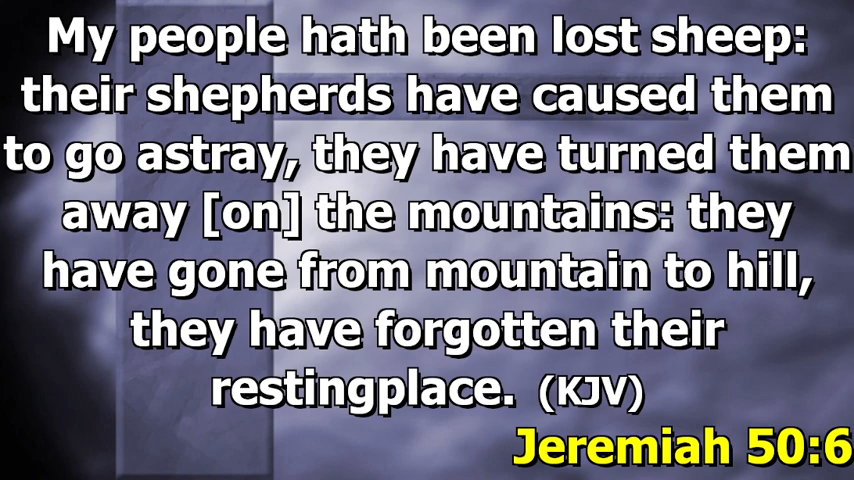 My people hath been lost sheep:
their shepherds have caused them
to go astray, they have turned them
away [on] the mountains: they
have gone from mountain to hill,
they have forgotten their
restingplace. (KJV)
Jeremiah 50:6